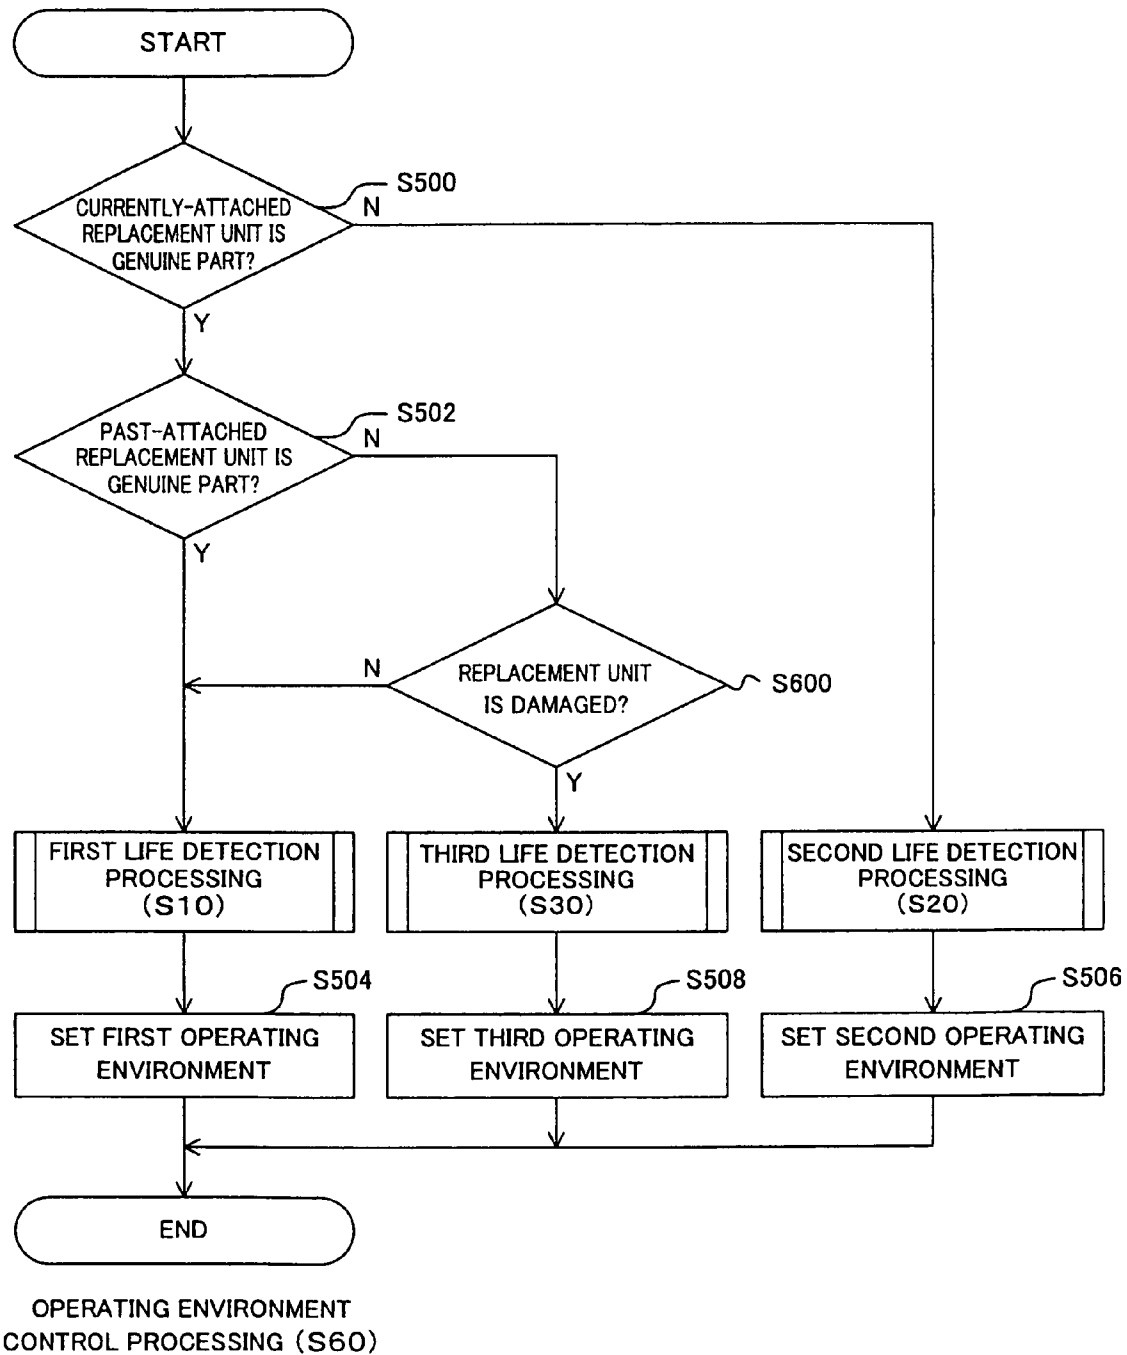 START
S500
CURRENTLY-ATTACHED
REPLACEMENT UNIT IS
GENUINE PART?
N
Y
S502
PAST-ATTACHED
REPLACEMENT UNIT IS
GENUINE PART?
N
Y
REPLACEMENT UNIT
IS DAMAGED?
N
S600
Y
FIRST LIFE DETECTION
PROCESSING
(S10)
THIRD LIFE DETECTION
PROCESSING
(S30)
SECOND LIFE DETECTION
PROCESSING
(S20)
S504
SET FIRST OPERATING
ENVIRONMENT
S508
SET THIRD OPERATING
ENVIRONMENT
S506
SET SECOND OPERATING
ENVIRONMENT
END
OPERATING ENVIRONMENT
CONTROL PROCESSING (S60)